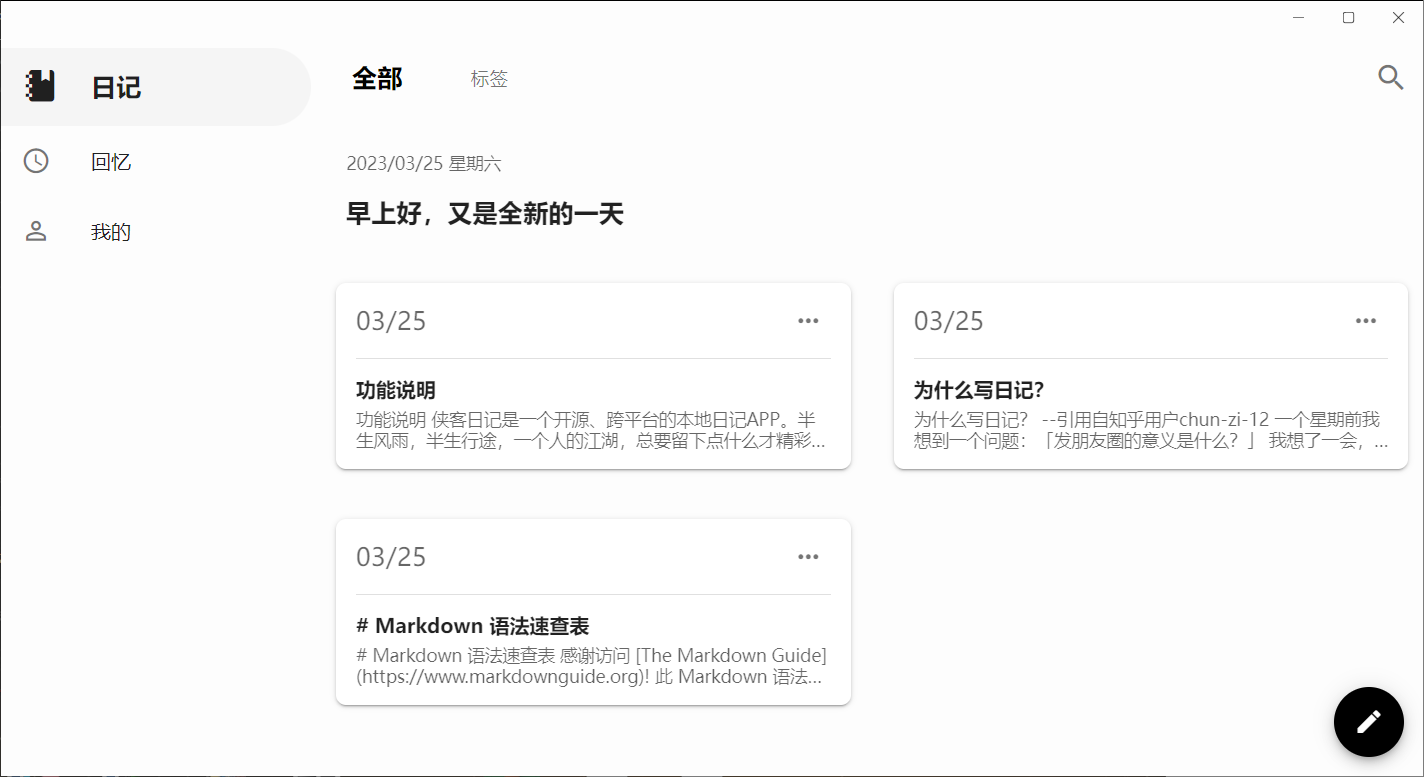 日记
回忆
我的
全部
标签
2023/03/25 星期六
早上好，又是全新的一天
03/25
功能说明
功能说明 侠客日记是一个开源、跨平台的本地日记APP。半
生风雨，半生行途，一个人的江湖，总要留下点什么才精彩...
03/25
为什么写日记？
为什么写日记？ --引用自知乎用户chun-zi-12 一个星期前我
想到一个问题：「发朋友圈的意义是什么？」 我想了一会，...
03/25
# Markdown 语法速查表
# Markdown 语法速查表 感谢访问 [The Markdown Guide]
(https://www.markdownguide.org)! 此 Markdown 语法...